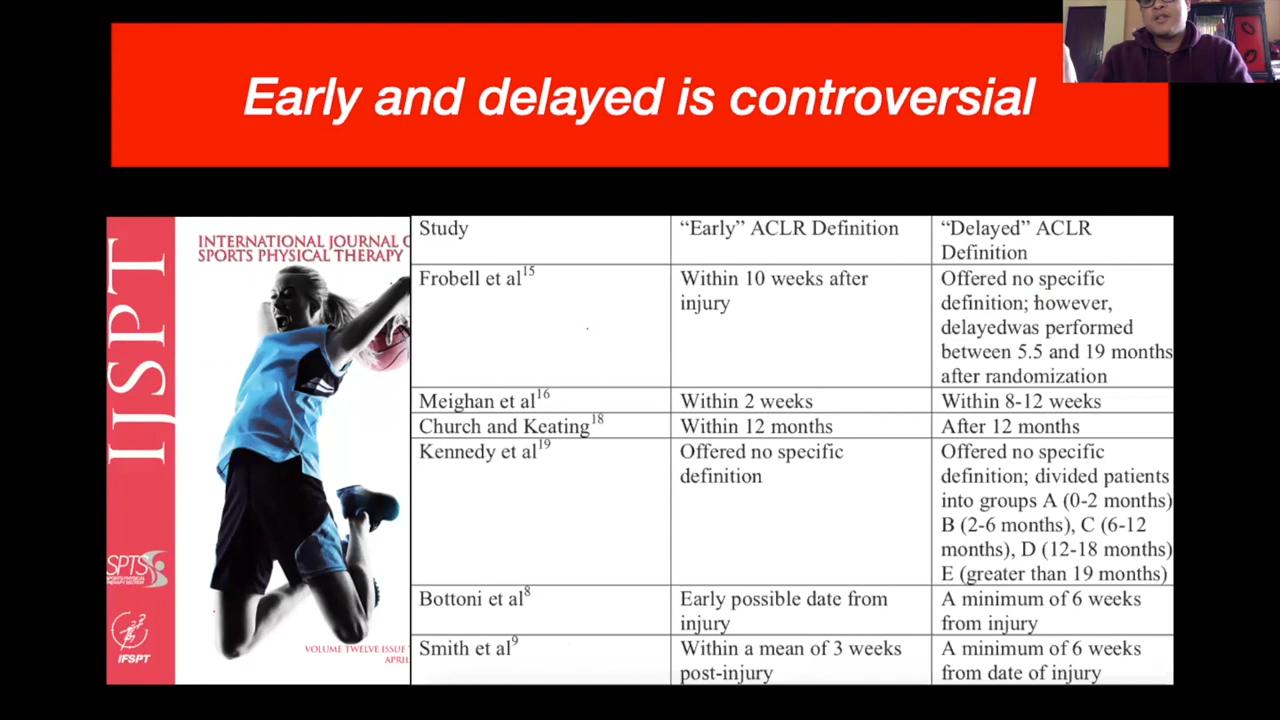 Early and delayed is controversial
IJSPT
INTERNATIONAL JOURNAL
SPORTS PHYSICAL THERAPY
SPTS
SPORTS PHYSICAL
THERAPY SECTION
IFSPT
VOLUME TWELVE ISSUE
APRIL
Study
“Early” ACLR Definition
“Delayed” ACLR
Definition
Frobell et al15
Within 10 weeks after
injury
Offered no specific
definition; however,
delayedwas performed
between 5.5 and 19 months
after randomization
Meighan et al16
Within 2 weeks
Within 8-12 weeks
Church and Keating18
Within 12 months
After 12 months
Kennedy et al19
Offered no specific
definition
Offered no specific
definition; divided patients
into groups A (0-2 months)
B (2-6 months), C (6-12
months), D (12-18 months)
E (greater than 19 months)
Bottoni et al8
Early possible date from
injury
A minimum of 6 weeks
from injury
Smith et al9
Within a mean of 3 weeks
post-injury
A minimum of 6 weeks
from date of injury